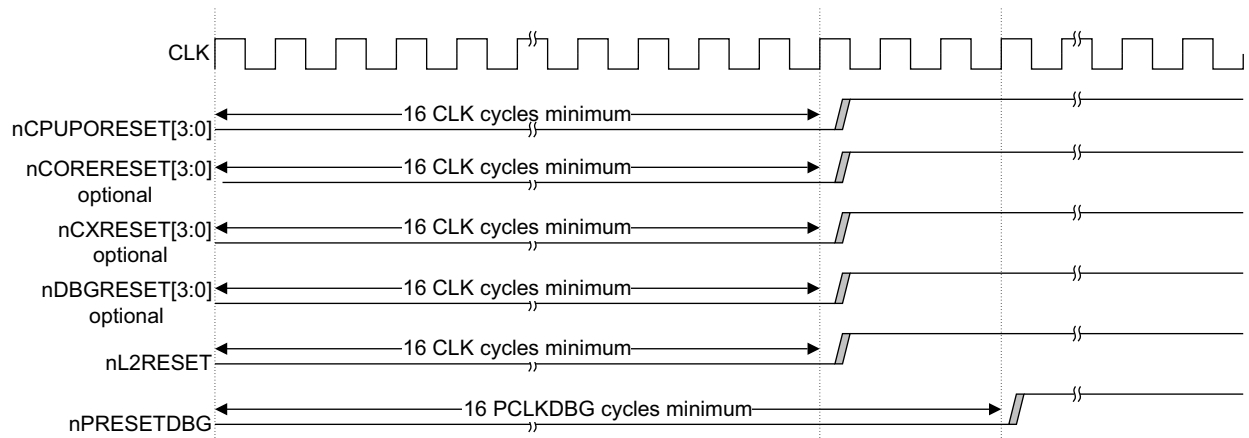 CLK
nCPUPORESET[3:0]
16 CLK cycles minimum
nCORERESET[3:0]
optional
16 CLK cycles minimum
nCXRESET[3:0]
optional
16 CLK cycles minimum
nDBGRESET[3:0]
optional
16 CLK cycles minimum
nL2RESET
16 CLK cycles minimum
nPRESETDBG
16 PCLKDBG cycles minimum